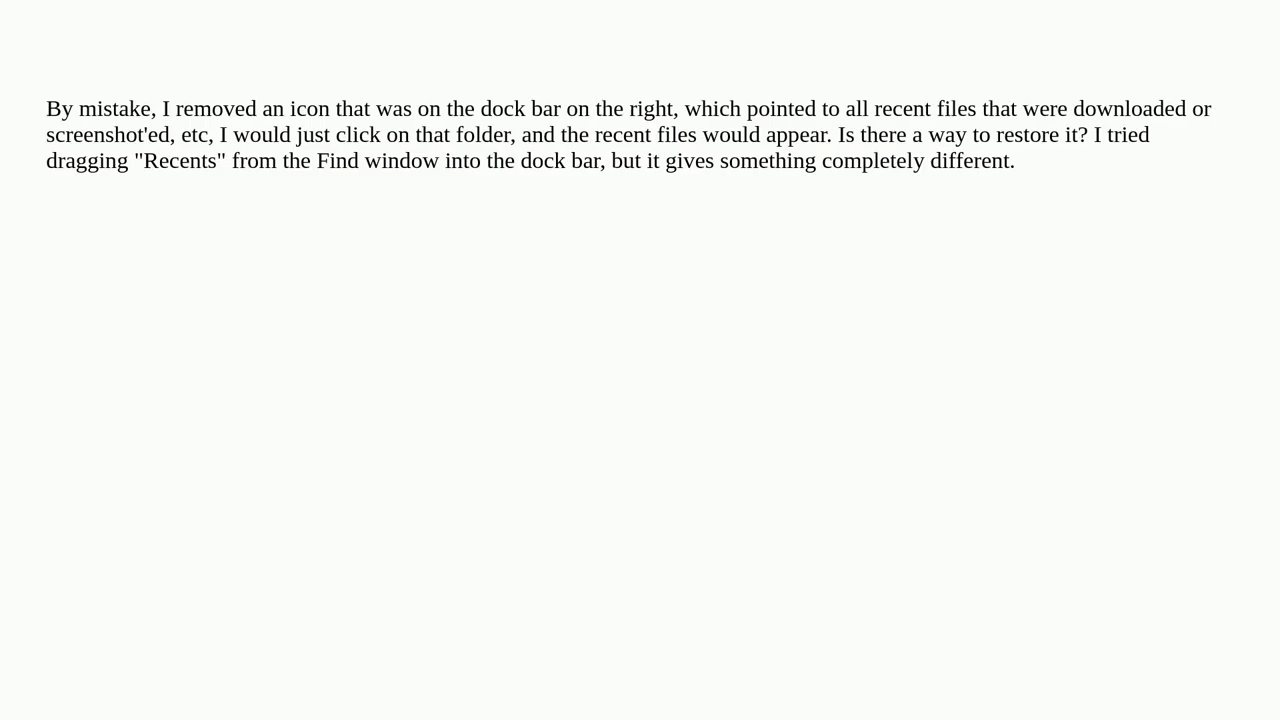 By mistake, I removed an icon that was on the dock bar on the right, which pointed to all recent files that were downloaded or
screenshot'ed, etc, I would just click on that folder, and the recent files would appear. Is there a way to restore it? I tried
dragging "Recents" from the Find window into the dock bar, but it gives something completely different.